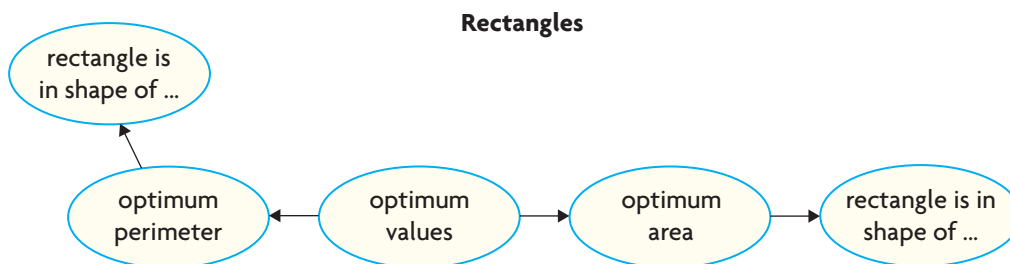 Rectangles
rectangle is
in shape of ...
optimum
perimeter
optimum
values
optimum
area
rectangle is in
shape of ...